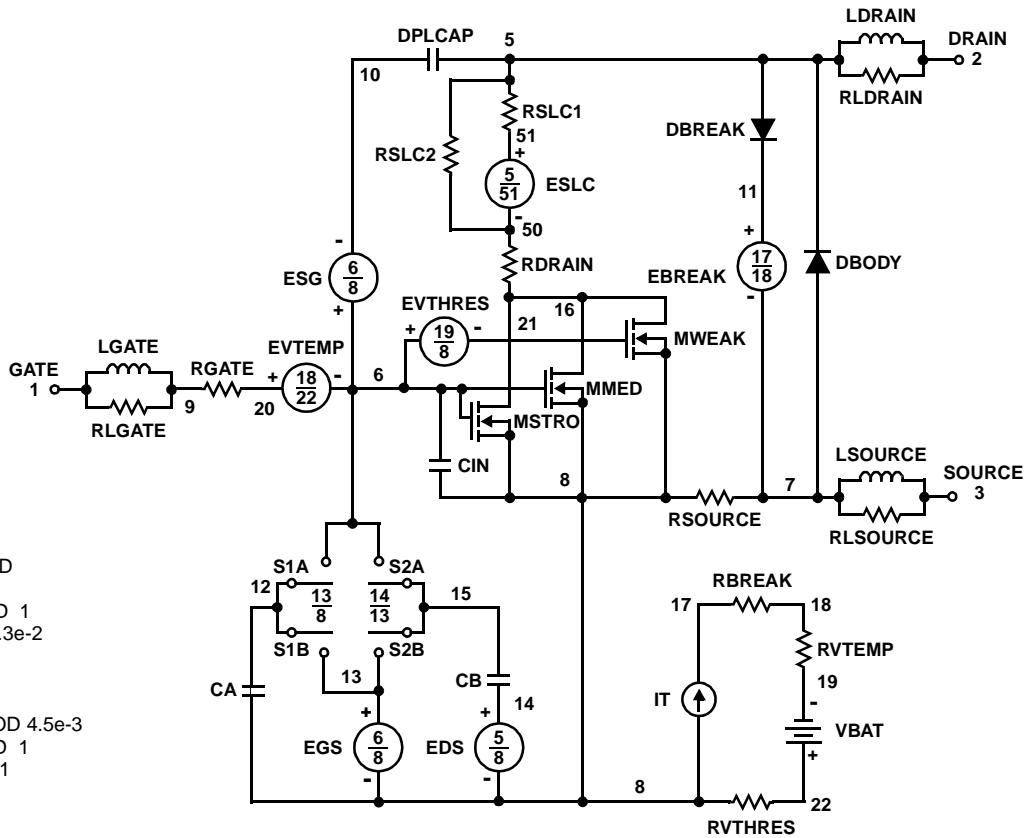 LDRAIN
DPLCAP 5 DRAIN
10 2
RLDRAIN
RSLC1
51 DBREAK
+
RSLC2
5
51 ESLC
11
-
50
+
-
RDRAIN
17
18
EBREAK DBODY
6
8
ESG
EVTHRES
16
-
+
+ 19
8 - 21
MWEAK
LGATE EVTEMP
GATE RGATE + 18
22 - 6
MMED
1
9 20
MSTRO
RLGATE
LSOURCE
CIN 8 7 SOURCE
3
RSOURCE
RLSOURCE
D
S1A S2A
12 13
8 14
13 15
RBREAK
D 1
17 18
.3e-2
S1B S2B
RVTEMP
13 CB
19
CA 14
IT -
+ +
OD 4.5e-3
VBAT
EGS 6
8 EDS 5
8
D 1
+
1
- -
8 22
RVTHRES